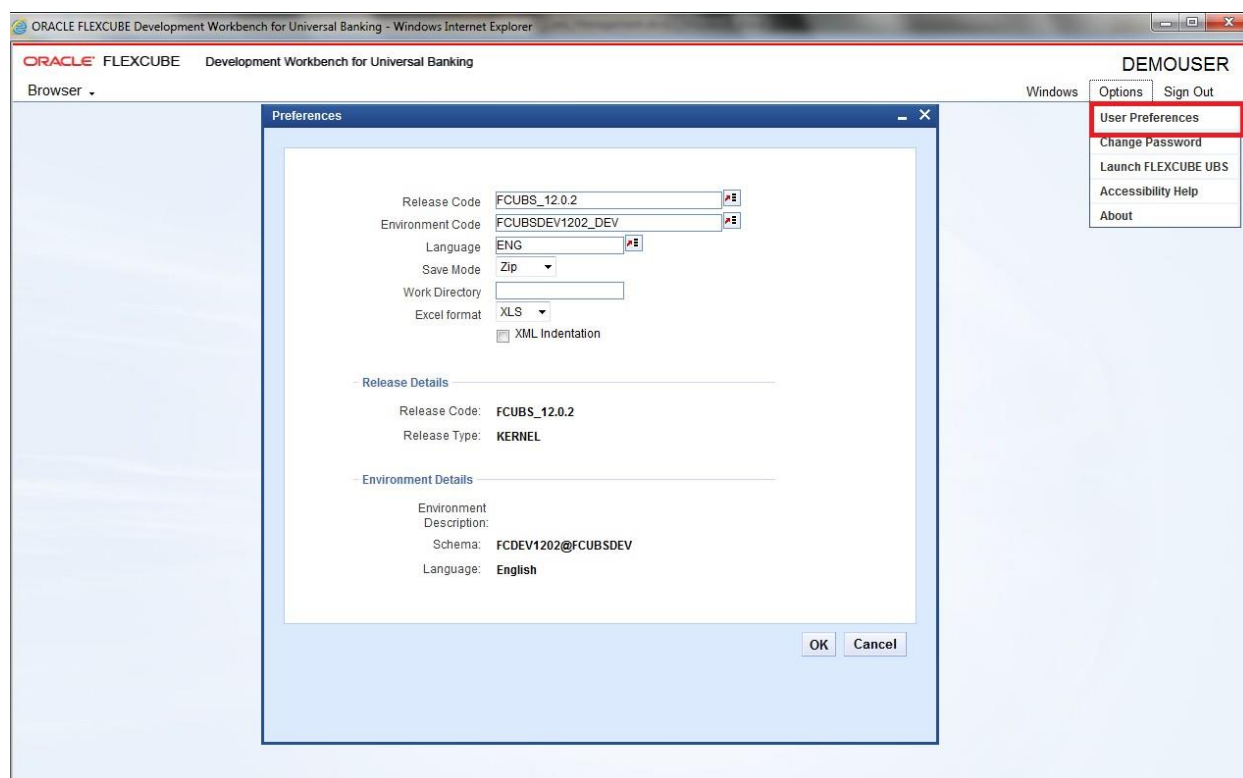 ORACLE FLEXCUBE Development Workbench for Universal Banking - Windows Internet Explorer
ORACLE FLEXCUBE Development Workbench for Universal Banking
DEMOUSER
Browser
Windows Options Sign Out
Preferences
User Preferences
Change Password
Launch FLEXCUBE UBS
Accessibility Help
About
Release Code FCUBS_12.0.2
Environment Code FCUBSDEV1202_DEV
Language ENG
Save Mode Zip
Work Directory
Excel format XLS
XML Indentation
Release Details
Release Code: FCUBS_12.0.2
Release Type: KERNEL
Environment Details
Environment
Description:
Schema: FCDEV1202@FCUBSDEV
Language: English
OK Cancel